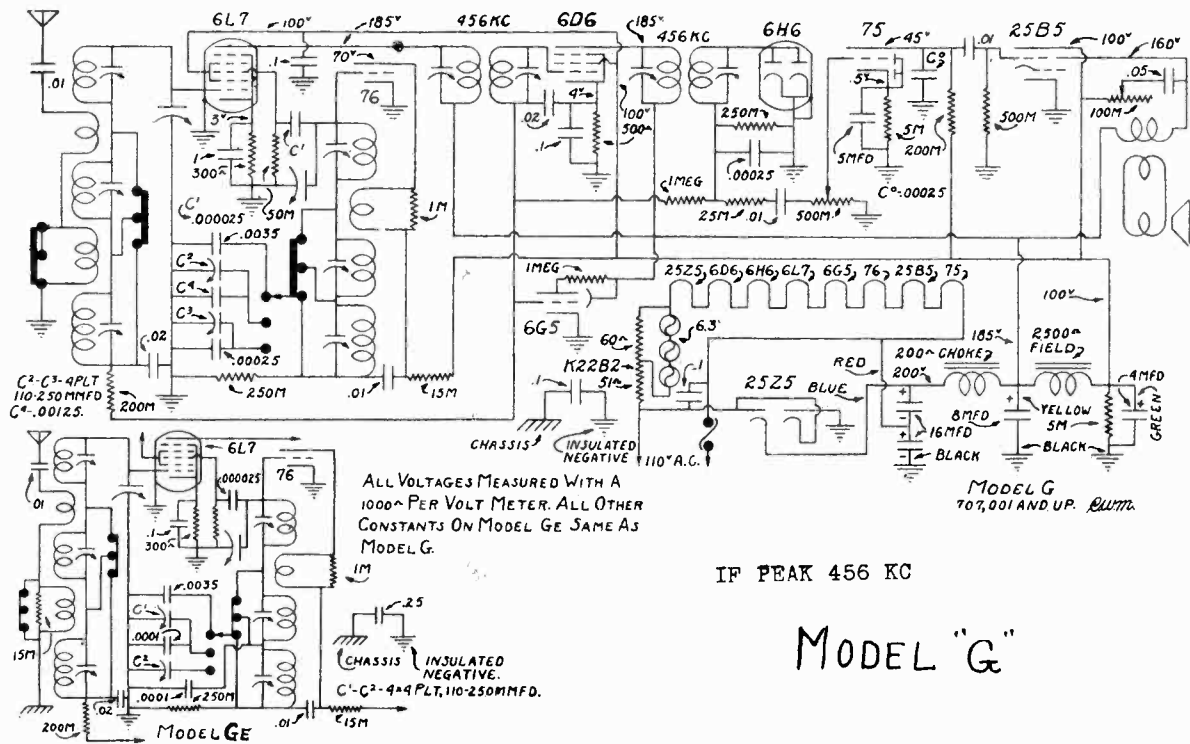 6L7
100V
185V
456KC
6D6
185V
456KC
6H6
75
45V
.01
25B5
100V
160V
.01
.1
70V
76
3V
.1
300~
C'
50M
4V
.02
.1
100V
500~
250M
.00025
5V
5MFD
5M
200M
C°
500M
.05
100M
C°=.00025
1M
1MEG
25M
.01
500M
C'
.000025
.0035
C²
C4
C³
.00025
250M
.02
200M
C²-C³-4PLT
110-250MMFD
C4-.00125.
.01
15M
1MEG
6G5
25Z5
6D6
6H6
6L7
6G5
76
25B5
75
60~
K22B2
51~
6.3V
.1
.1
CHASSIS
INSULATED
NEGATIVE
110V A.C.
25Z5
RED
BLUE
200V
200~ CHOKE
185V
2500~
FIELD
100V
8MFD
16MFD
BLACK
YELLOW
5M
BLACK
4MFD
GREEN
MODEL G
707,001 AND UP.
6L7
76
.01
.000025
.1
300~
1M
ALL VOLTAGES MEASURED WITH A
1000~ PER VOLT METER. ALL OTHER
CONSTANTS ON MODEL GE SAME AS
MODEL G.
.0035
C'
.0001
C²
15M
.0001
250M
.02
200M
.01
15M
.25
CHASSIS
INSULATED
NEGATIVE.
C'-C²-4x4PLT,110-250MMFD.
MODEL GE
IF PEAK 456 KC
MODEL "G"